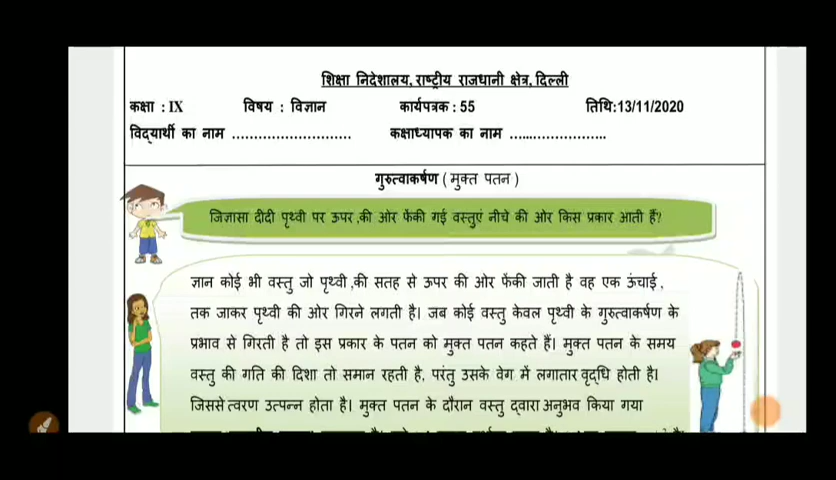 शिक्षा निदेशालय, राष्ट्रीय राजधानी क्षेत्र, दिल्ली
कक्षा : IX विषय : विज्ञान कार्यपत्रक : 55 तिथि:13/11/2020
विद्यार्थी का नाम ........................... कक्षाध्यापक का नाम ......................
गुरुत्वाकर्षण ( मुक्त पतन )
जिज्ञासा दीदी पृथ्वी पर ऊपर ,की ओर फेंकी गई वस्तुएं नीचे की ओर किस प्रकार आती हैं?
ज्ञान कोई भी वस्तु जो पृथ्वी ,की सतह से ऊपर की ओर फेंकी जाती है वह एक ऊंचाई ,
तक जाकर पृथ्वी की ओर गिरने लगती है। जब कोई वस्तु केवल पृथ्वी के गुरुत्वाकर्षण के
प्रभाव से गिरती है तो इस प्रकार के पतन को मुक्त पतन कहते हैं। मुक्त पतन के समय
वस्तु की गति की दिशा तो समान रहती है, परंतु उसके वेग में लगातार वृद्धि होती है।
जिससे त्वरण उत्पन्न होता है। मुक्त पतन के दौरान वस्तु द्वारा अनुभव किया गया